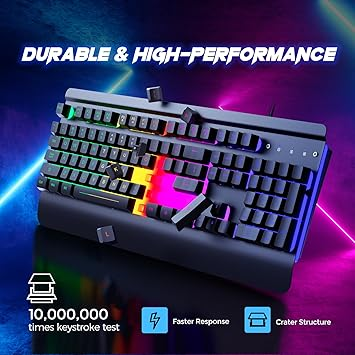 DURABLE & HIGH-PERFORMANCE
10,000,000
times keystroke test
Faster Response
Crater Structure